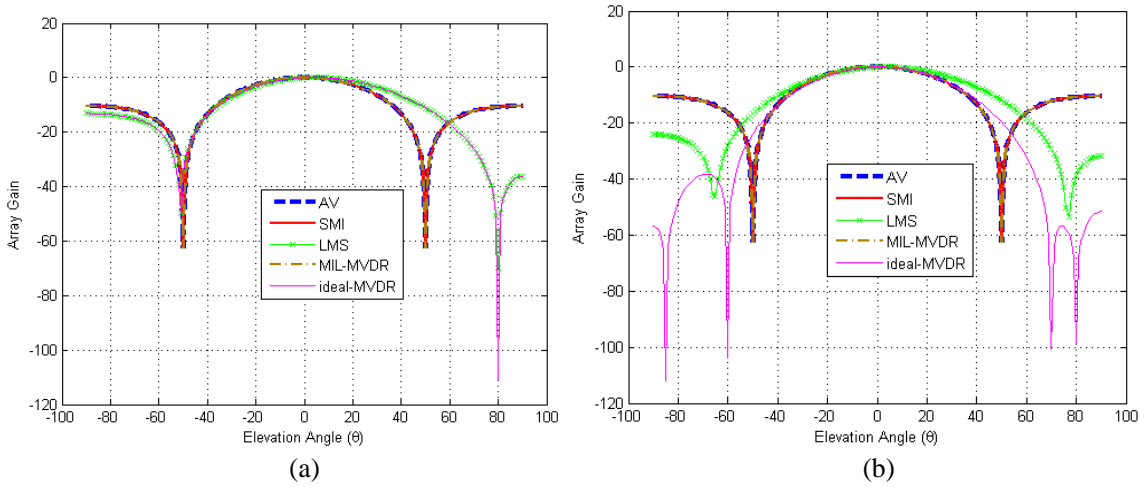 20
0
-20
-40
-60
-80
-100
-120
Array Gain
AV
SMI
LMS
MIL-MVDR
ideal-MVDR
-100 -80 -60 -40 -20 0 20 40 60 80 100
Elevation Angle (θ)
(a)
20
0
-20
-40
-60
-80
-100
-120
Array Gain
AV
SMI
LMS
MIL-MVDR
ideal-MVDR
-100 -80 -60 -40 -20 0 20 40 60 80 100
Elevation Angle (θ)
(b)